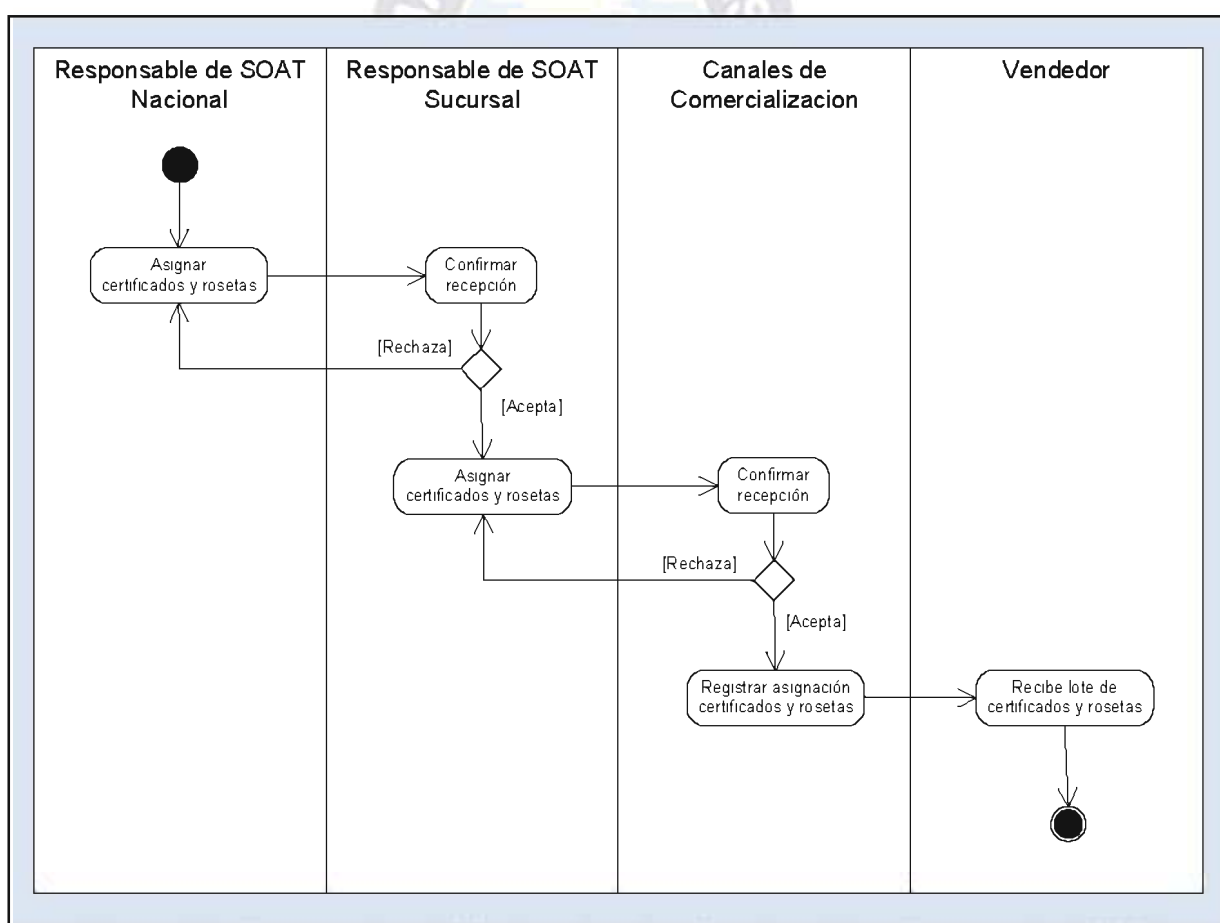 Responsable de SOAT
Nacional
Responsable de SOAT
Sucursal
Canales de
Comercializacion
Vendedor
Asignar
certificados y rosetas
Confirmar
recepción
[Rechaza]
[Acepta]
Asignar
certificados y rosetas
Confirmar
recepción
[Rechaza]
[Acepta]
Registrar asignación
certificados y rosetas
Recibe lote de
certificados y rosetas